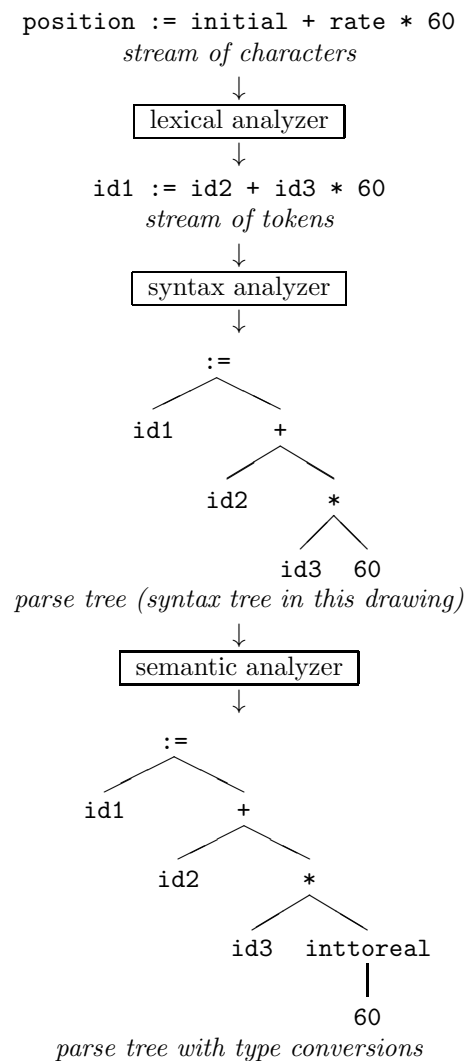 position := initial + rate * 60
stream of characters
↓
lexical analyzer
↓
id1 := id2 + id3 * 60
stream of tokens
↓
syntax analyzer
↓
:=
id1 +
id2 *
id3 60
parse tree (syntax tree in this drawing)
↓
semantic analyzer
↓
:=
id1 +
id2 *
id3 inttoreal
60
parse tree with type conversions